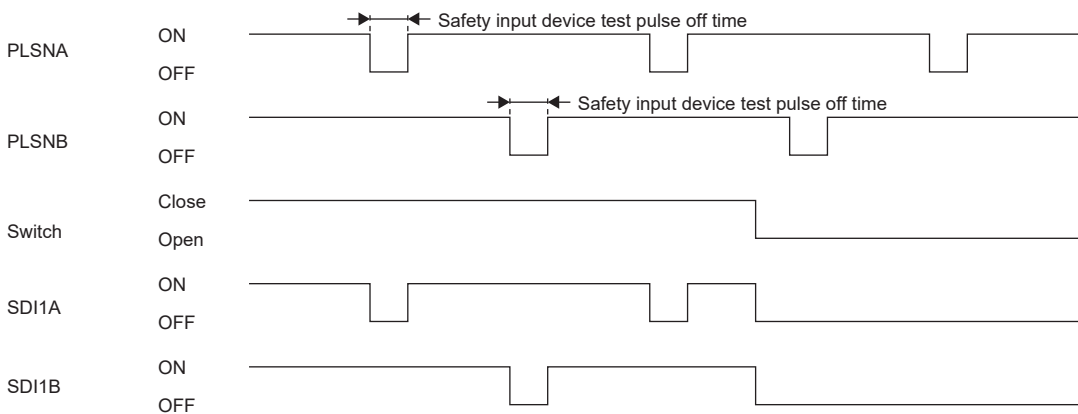 Safety input device test pulse off time
PLSNA
ON
OFF
Safety input device test pulse off time
PLSNB
ON
OFF
Switch
Close
Open
SDI1A
ON
OFF
SDI1B
ON
OFF